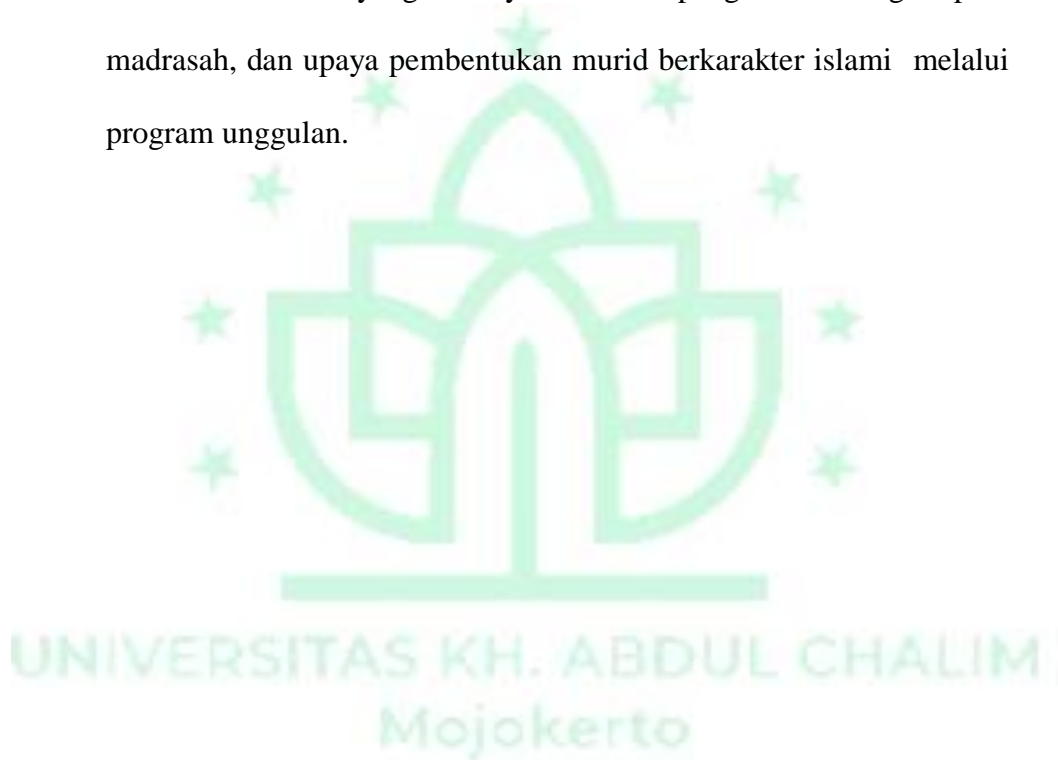 madrasah, dan upaya pembentukan murid berkarakter islami melalui
program unggulan.
UNIVERSITAS KH. ABDUL CHALIM
Mojokerto